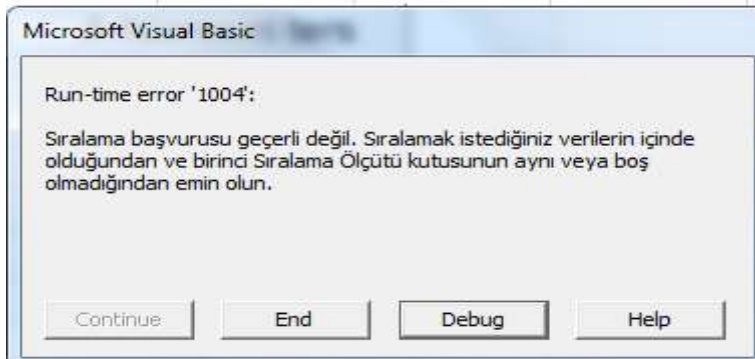 Microsoft Visual Basic
Run-time error '1004':
Sıralama başvurusu geçerli değil. Sıralamak istediğiniz verilerin içinde
olduğundan ve birinci Sıralama Ölçütü kutusunun aynı veya boş
olmadığından emin olun.
Continue
End
Debug
Help